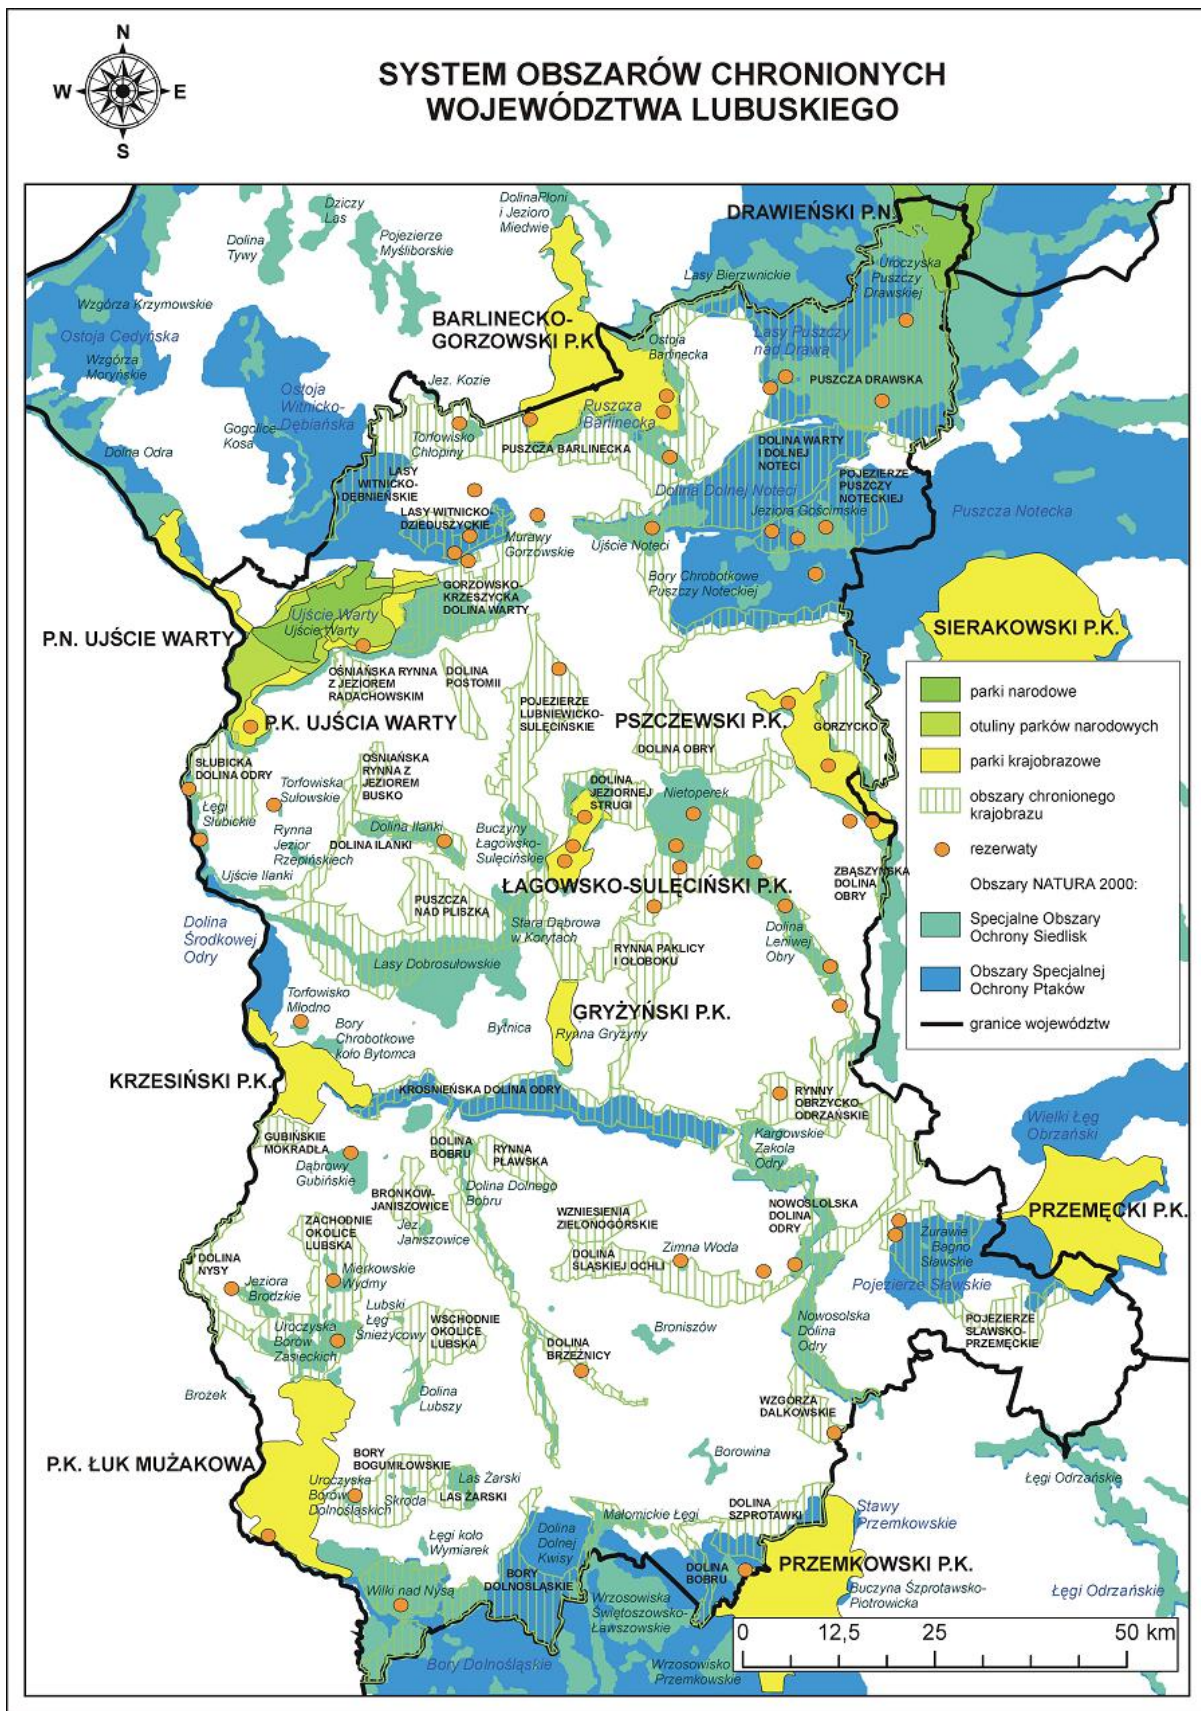 N
W
E
S
SYSTEM OBSZARÓW CHRONIONYCH
WOJEWÓDZTWA LUBUSKIEGO
Dziczy
Las
Dolina
Tywy
Pojezierze
Myśliborskie
DolinaPłoni
i Jezioro
Miedwie
DRAWIEŃSKI P.N.
Uroczyska
Puszczy
Drawskiej
Lasy Bierzwnickie
Wzgórza Krzymowskie
Ostoja Cedyńska
Wzgórza
Moryńskie
BARLINECKO-
GORZOWSKI P.K.
Ostoja
Barlinecka
Lasy Puszczy
nad Drawą
PUSZCZA DRAWSKA
Jez. Kozie
Ostoja
Witnicko-
Dębiańska
Gogolice
Kosa
Dolna Odra
Puszcza
Barlinecka
Torfowisko
Chłopiny
PUSZCZA BARLINECKA
DOLINA WARTY
I DOLNEJ
NOTECI
LASY
WITNICKO-
DĘBNIEŃSKIE
POJEZIERZE
PUSZCZY
NOTECKIEJ
Dolina Dolnej Noteci
LASY WITNICKO-
DZIEDUSZYCKIE
Jeziora Gościmskie
Puszcza Notecka
Murawy
Gorzowskie
Ujście Noteci
Bory Chrobotkowe
Puszczy Noteckiej
GORZOWSKO-
KRZESZYCKA
DOLINA WARTY
Ujście Warty
Ujście Warty
P.N. UJŚCIE WARTY
SIERAKOWSKI P.K.
OŚNIAŃSKA RYNNA
Z JEZIOREM
RADACHOWSKIM
DOLINA
POSTOMII
POJEZIERZE
LUBNIEWICKO-
SULĘCIŃSKIE
P.K. UJŚCIA WARTY
PSZCZEWSKI P.K.
GORZYCKO
DOLINA OBRY
parki narodowe
otuliny parków narodowych
parki krajobrazowe
obszary chronionego
krajobrazu
rezerwaty
Obszary NATURA 2000:
Specjalne Obszary
Ochrony Siedlisk
Obszary Specjalnej
Ochrony Ptaków
granice województw
SŁUBICKA
DOLINA ODRY
OŚNIAŃSKA
RYNNA Z
JEZIOREM
BUSKO
Torfowiska
Sułowskie
DOLINA
JEZIORNEJ
STRUGI
Nietoperek
Łęgi
Słubickie
Rynna
Jezior
Rzepińskiech
Dolina Ilanki
DOLINA ILANKI
Buczyny
Łagowsko-
Sulęcińskie
Ujście Ilanki
ŁAGOWSKO-SULĘCIŃSKI P.K.
ZBĄSZYŃSKA
DOLINA
OBRY
PUSZCZA
NAD PLISZKĄ
Dolina
Środkowej
Odry
Stara Dąbrowa
w Korytach
Dolina
Leniwej
Obry
RYNNA PAKLICY
I OŁOBOKU
Lasy Dobrosułowskie
Torfowisko
Młodno
GRYŻYŃSKI P.K.
Bytnica
Rynna Gryżyny
Bory
Chrobotkowe
koło Bytomca
KRZESIŃSKI P.K.
KROŚNIEŃSKA DOLINA ODRY
RYNNY
OBRZYCKO-
ODRZAŃSKIE
Wielki Łęg
Obrzański
GUBIŃSKIE
MOKRADŁA
Dąbrowy
Gubińskie
DOLINA
BOBRU
RYNNA
PŁAWSKA
Kargowskie
Zakola
Odry
Dolina Dolnego
Bobru
BRONKÓW-
JANISZOWICE
Jez.
Janiszowice
WZNIESIENIA
ZIELONOGÓRSKIE
NOWOSLOLSKA
DOLINA
ODRY
PRZEMĘCKI P.K.
ZACHODNIE
OKOLICE
LUBSKA
DOLINA
ŚLĄSKIEJ OCHLI
Zimna Woda
Żurawie
Bagno
Sławskie
DOLINA
NYSY
Jeziora
Brodzkie
Mierkowskie
Wydmy
Pojezierze Sławskie
Lubski
Łęg
Śnieżycowy
Uroczyska
Borów
Zasieckich
WSCHODNIE
OKOLICE
LUBSKA
Broniszów
Nowosolska
Dolina
Odry
POJEZIERZE
SŁAWSKO-
PRZEMĘCKIE
DOLINA
BRZEŹNICY
Brożek
Dolina
Lubszy
WZGÓRZA
DALKOWSKIE
P.K. ŁUK MUŻAKOWA
BORY
BOGUMIŁOWSKIE
Borowina
Uroczyska
Borów
Dolnośląskich
Las Żarski
Skroda
LAS ŻARSKI
Łęgi Odrzańskie
DOLINA
SZPROTAWKI
Małomickie Łęgi
Stawy
Przemkowskie
Łęgi koło
Wymiarek
Dolina
Dolnej
Kwisy
PRZEMKOWSKI P.K.
DOLINA
BOBRU
BORY
DOLNOŚLĄSKIE
Wilki nad Nysą
Buczyna Szprotawsko-
Piotrowicka
Łęgi Odrzańskie
Wrzosowiska
Świętoszowsko-
Ławszowskie
Bory Dolnośląskie
Wrzosowisko
Przemkowskie
0 12,5 25 50 km